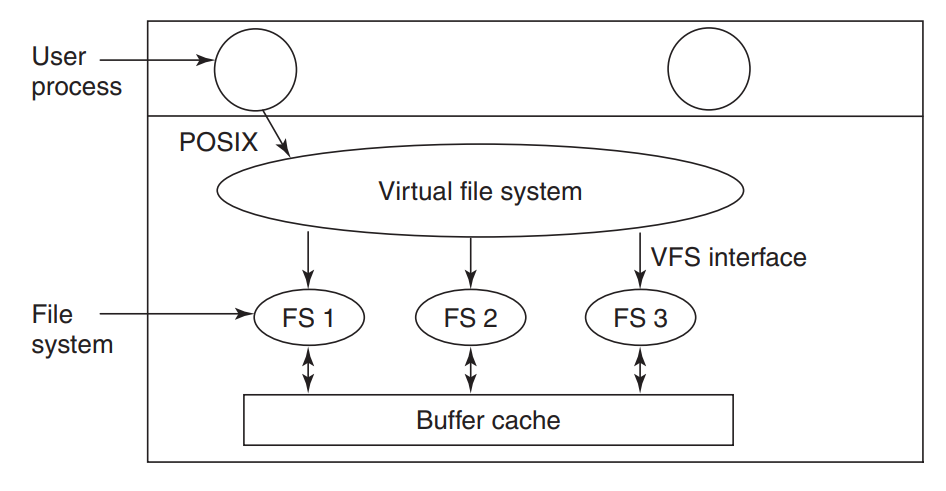 User
process
POSIX
Virtual file system
VFS interface
File
system
FS 1
FS 2
FS 3
Buffer cache